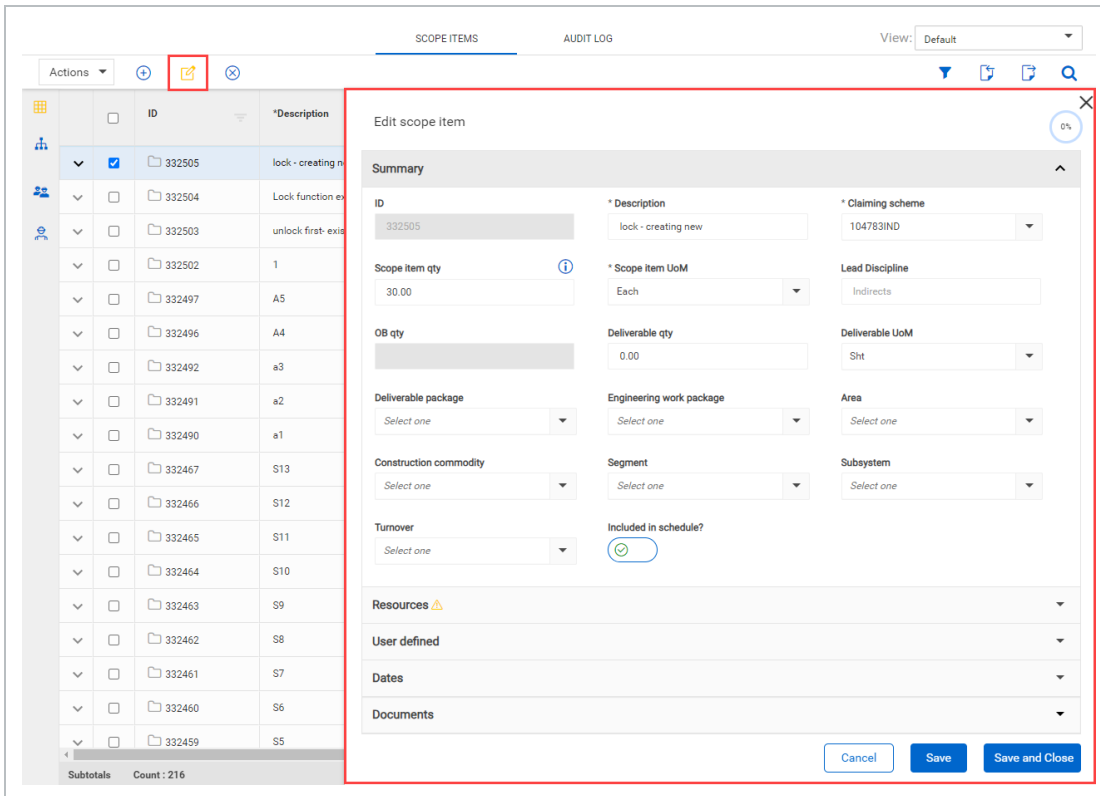 SCOPE ITEMS AUDIT LOG View: Default
Actions
ID *Description
332505 lock - creating n
332504 Lock function ex
332503 unlock first- exis
332502 1
332497 A5
332496 A4
332492 a3
332491 a2
332490 a1
332467 S13
332466 S12
332465 S11
332464 S10
332463 S9
332462 S8
332461 S7
332460 S6
332459 S5
Subtotals Count : 216
Edit scope item
0%
Summary
ID * Description * Claiming scheme
332505 lock - creating new 104783IND
Scope item qty * Scope item UoM Lead Discipline
30.00 Each Indirects
OB qty Deliverable qty Deliverable UoM
0.00 Sht
Deliverable package Engineering work package Area
Select one Select one Select one
Construction commodity Segment Subsystem
Select one Select one Select one
Turnover Included in schedule?
Select one
Resources
User defined
Dates
Documents
Cancel Save Save and Close